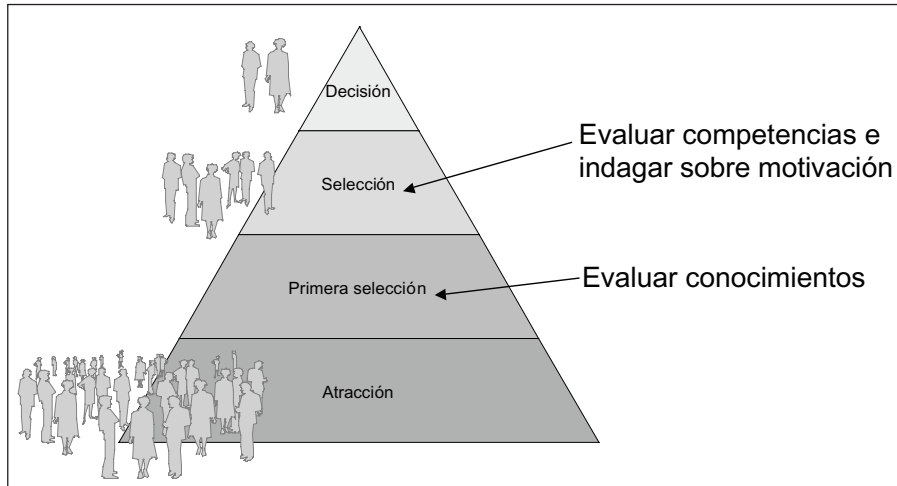 Decisión
Evaluar competencias e
indagar sobre motivación
Selección
Evaluar conocimientos
Primera selección
Atracción